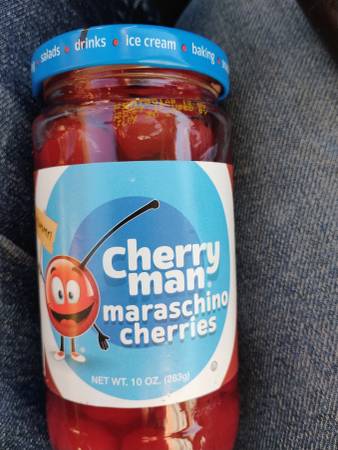 salads • drinks • ice cream • baking
Cherry
man
maraschino
cherries
NET WT. 10 OZ. (283g)